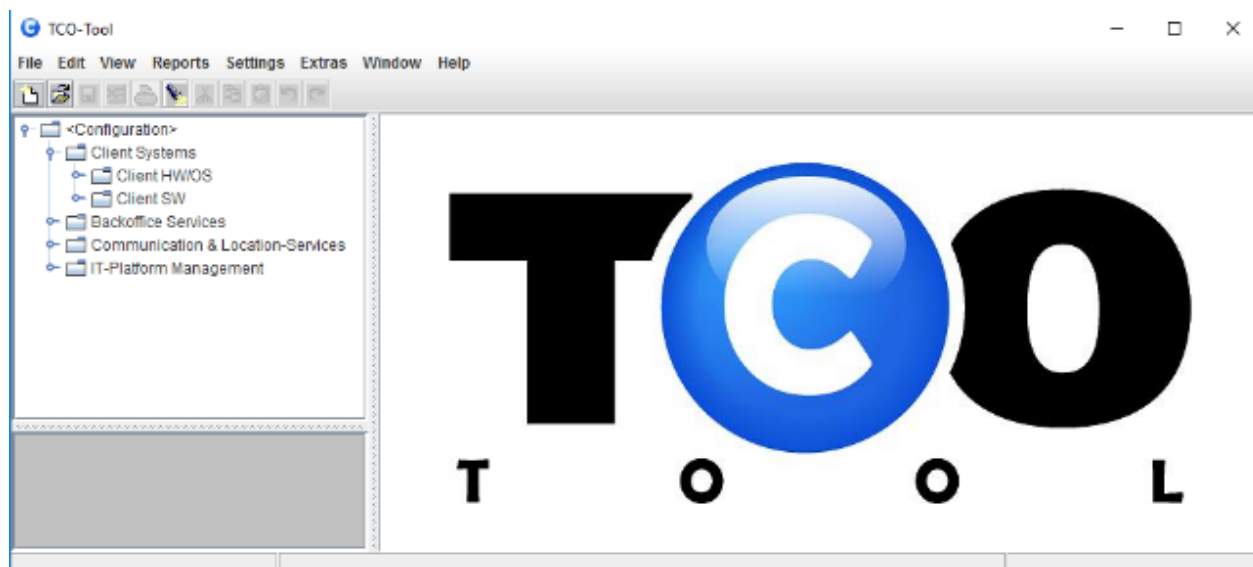 TCO-Tool
File Edit View Reports Settings Extras Window Help
<Configuration>
Client Systems
Client HW/OS
Client SW
Backoffice Services
Communication & Location-Services
IT-Platform Management
TCO
TOOL